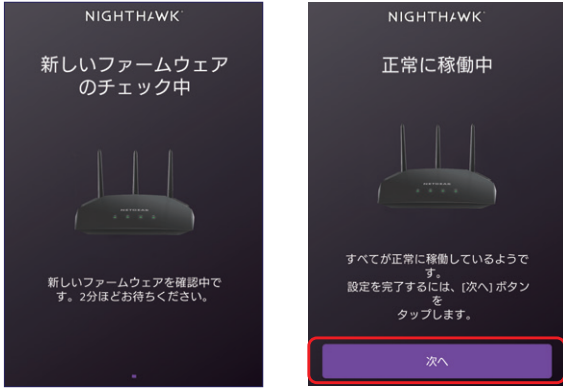 NIGHTHAWK
新しいファームウェア
のチェック中
NETGEAR
新しいファームウェアを確認中で
す。2分ほどお待ちください。
NIGHTHAWK
正常に稼働中
NETGEAR
すべてが正常に稼働しているようで
す。
設定を完了するには、[次へ] ボタン
を
タップします。
次へ